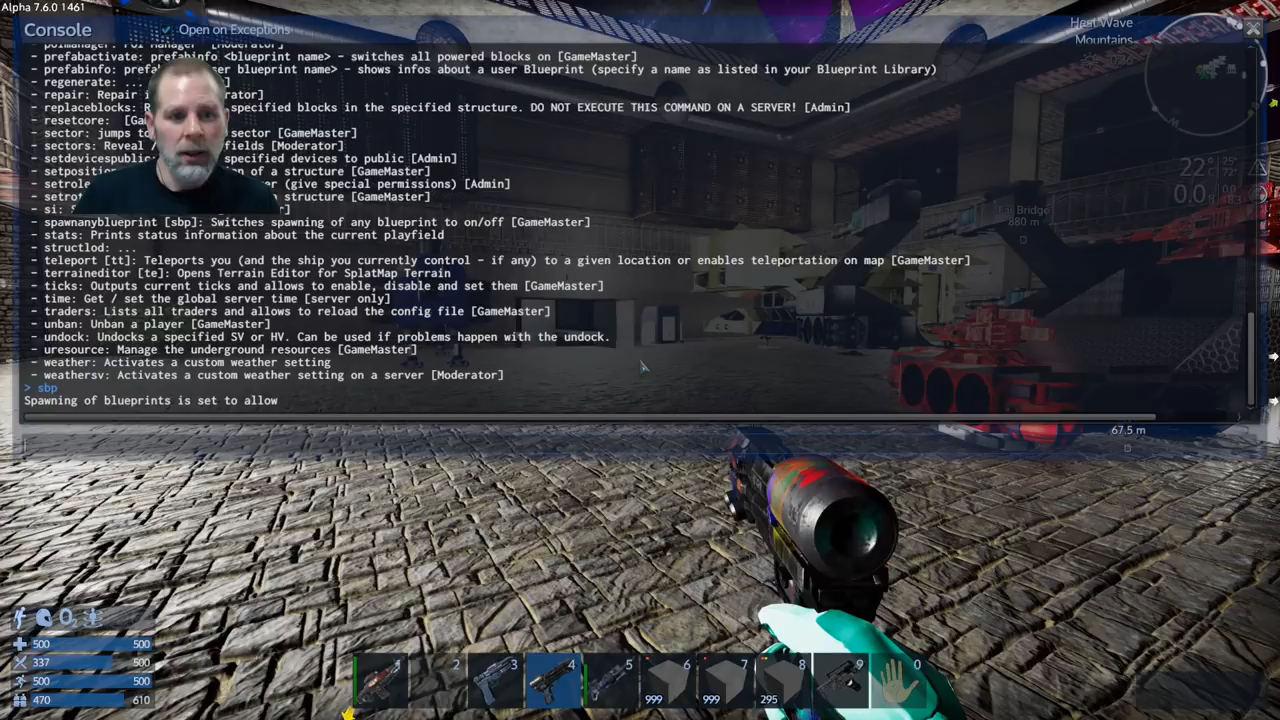 Alpha 7.6.0 1461
Console
Open on Exceptions
Heat Wave
Mountains
- prefabactivate: prefabinfo <blueprint name> - switches all powered blocks on [GameMaster]
- prefabinfo: prefa user blueprint name> - shows infos about a user Blueprint (specify a name as listed in your Blueprint Library)
- regenerate: ...
- repair: Repair
- replaceblocks: specified blocks in the specified structure. DO NOT EXECUTE THIS COMMAND ON A SERVER! [Admin]
- resetcore:
- sector: jumps sector [GameMaster]
- sectors: Reveal fields [Moderator]
- setdevicespubli specified devices to public [Admin]
- setposition of a structure [GameMaster]
- setrole (give special permissions) [Admin]
- setrot structure [GameMaster]
- si:
- spawnanyblueprint [sbp]: Switches spawning of any blueprint to on/off [GameMaster]
- stats: Prints status information about the current playfield
- structlod: ...
- teleport [tt]: Teleports you (and the ship you currently control - if any) to a given location or enables teleportation on map [GameMaster]
- terraineditor [te]: Opens Terrain Editor for SplatMap Terrain
- ticks: Outputs current ticks and allows to enable, disable and set them [GameMaster]
- time: Get / set the global server time [server only]
- traders: Lists all traders and allows to reload the config file [GameMaster]
- unban: Unban a player [GameMaster]
- undock: Undocks a specified SV or HV. Can be used if problems happen with the undock.
- uresource: Manage the underground resources [GameMaster]
- weather: Activates a custom weather setting
- weathersv: Activates a custom weather setting on a server [Moderator]
> sbp
Spawning of blueprints is set to allow
22°
0.0
Bridge
880 m
67.5 m
O2
500 500
337 500
500 500
470 610
2 3 4 5 6 7 8 9 0
999 999 295